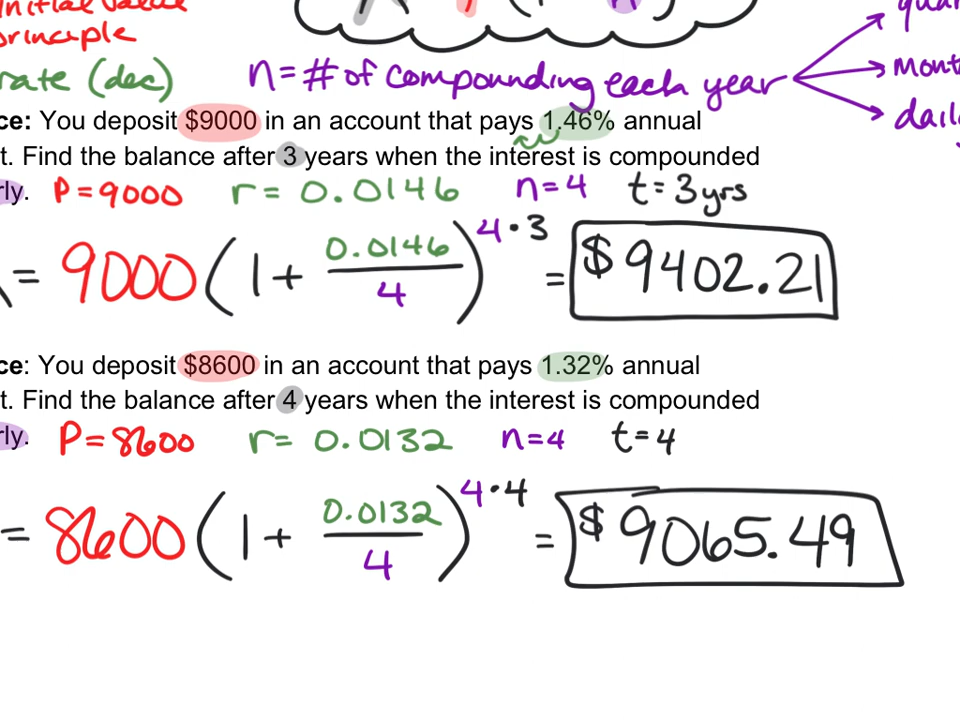 initial value
principle
rate (dec) n = # of compounding each year
daily
ce: You deposit $9000 in an account that pays 1.46% annual
t. Find the balance after 3 years when the interest is compounded
rly. P = 9000 r = 0.0146 n = 4 t = 3 yrs
= 9000 (1 + 0.0146/4)^4·3 = $9402.21
ce: You deposit $8600 in an account that pays 1.32% annual
t. Find the balance after 4 years when the interest is compounded
rly. P = 8600 r = 0.0132 n = 4 t = 4
= 8600 (1 + 0.0132/4)^4·4 = $9065.49